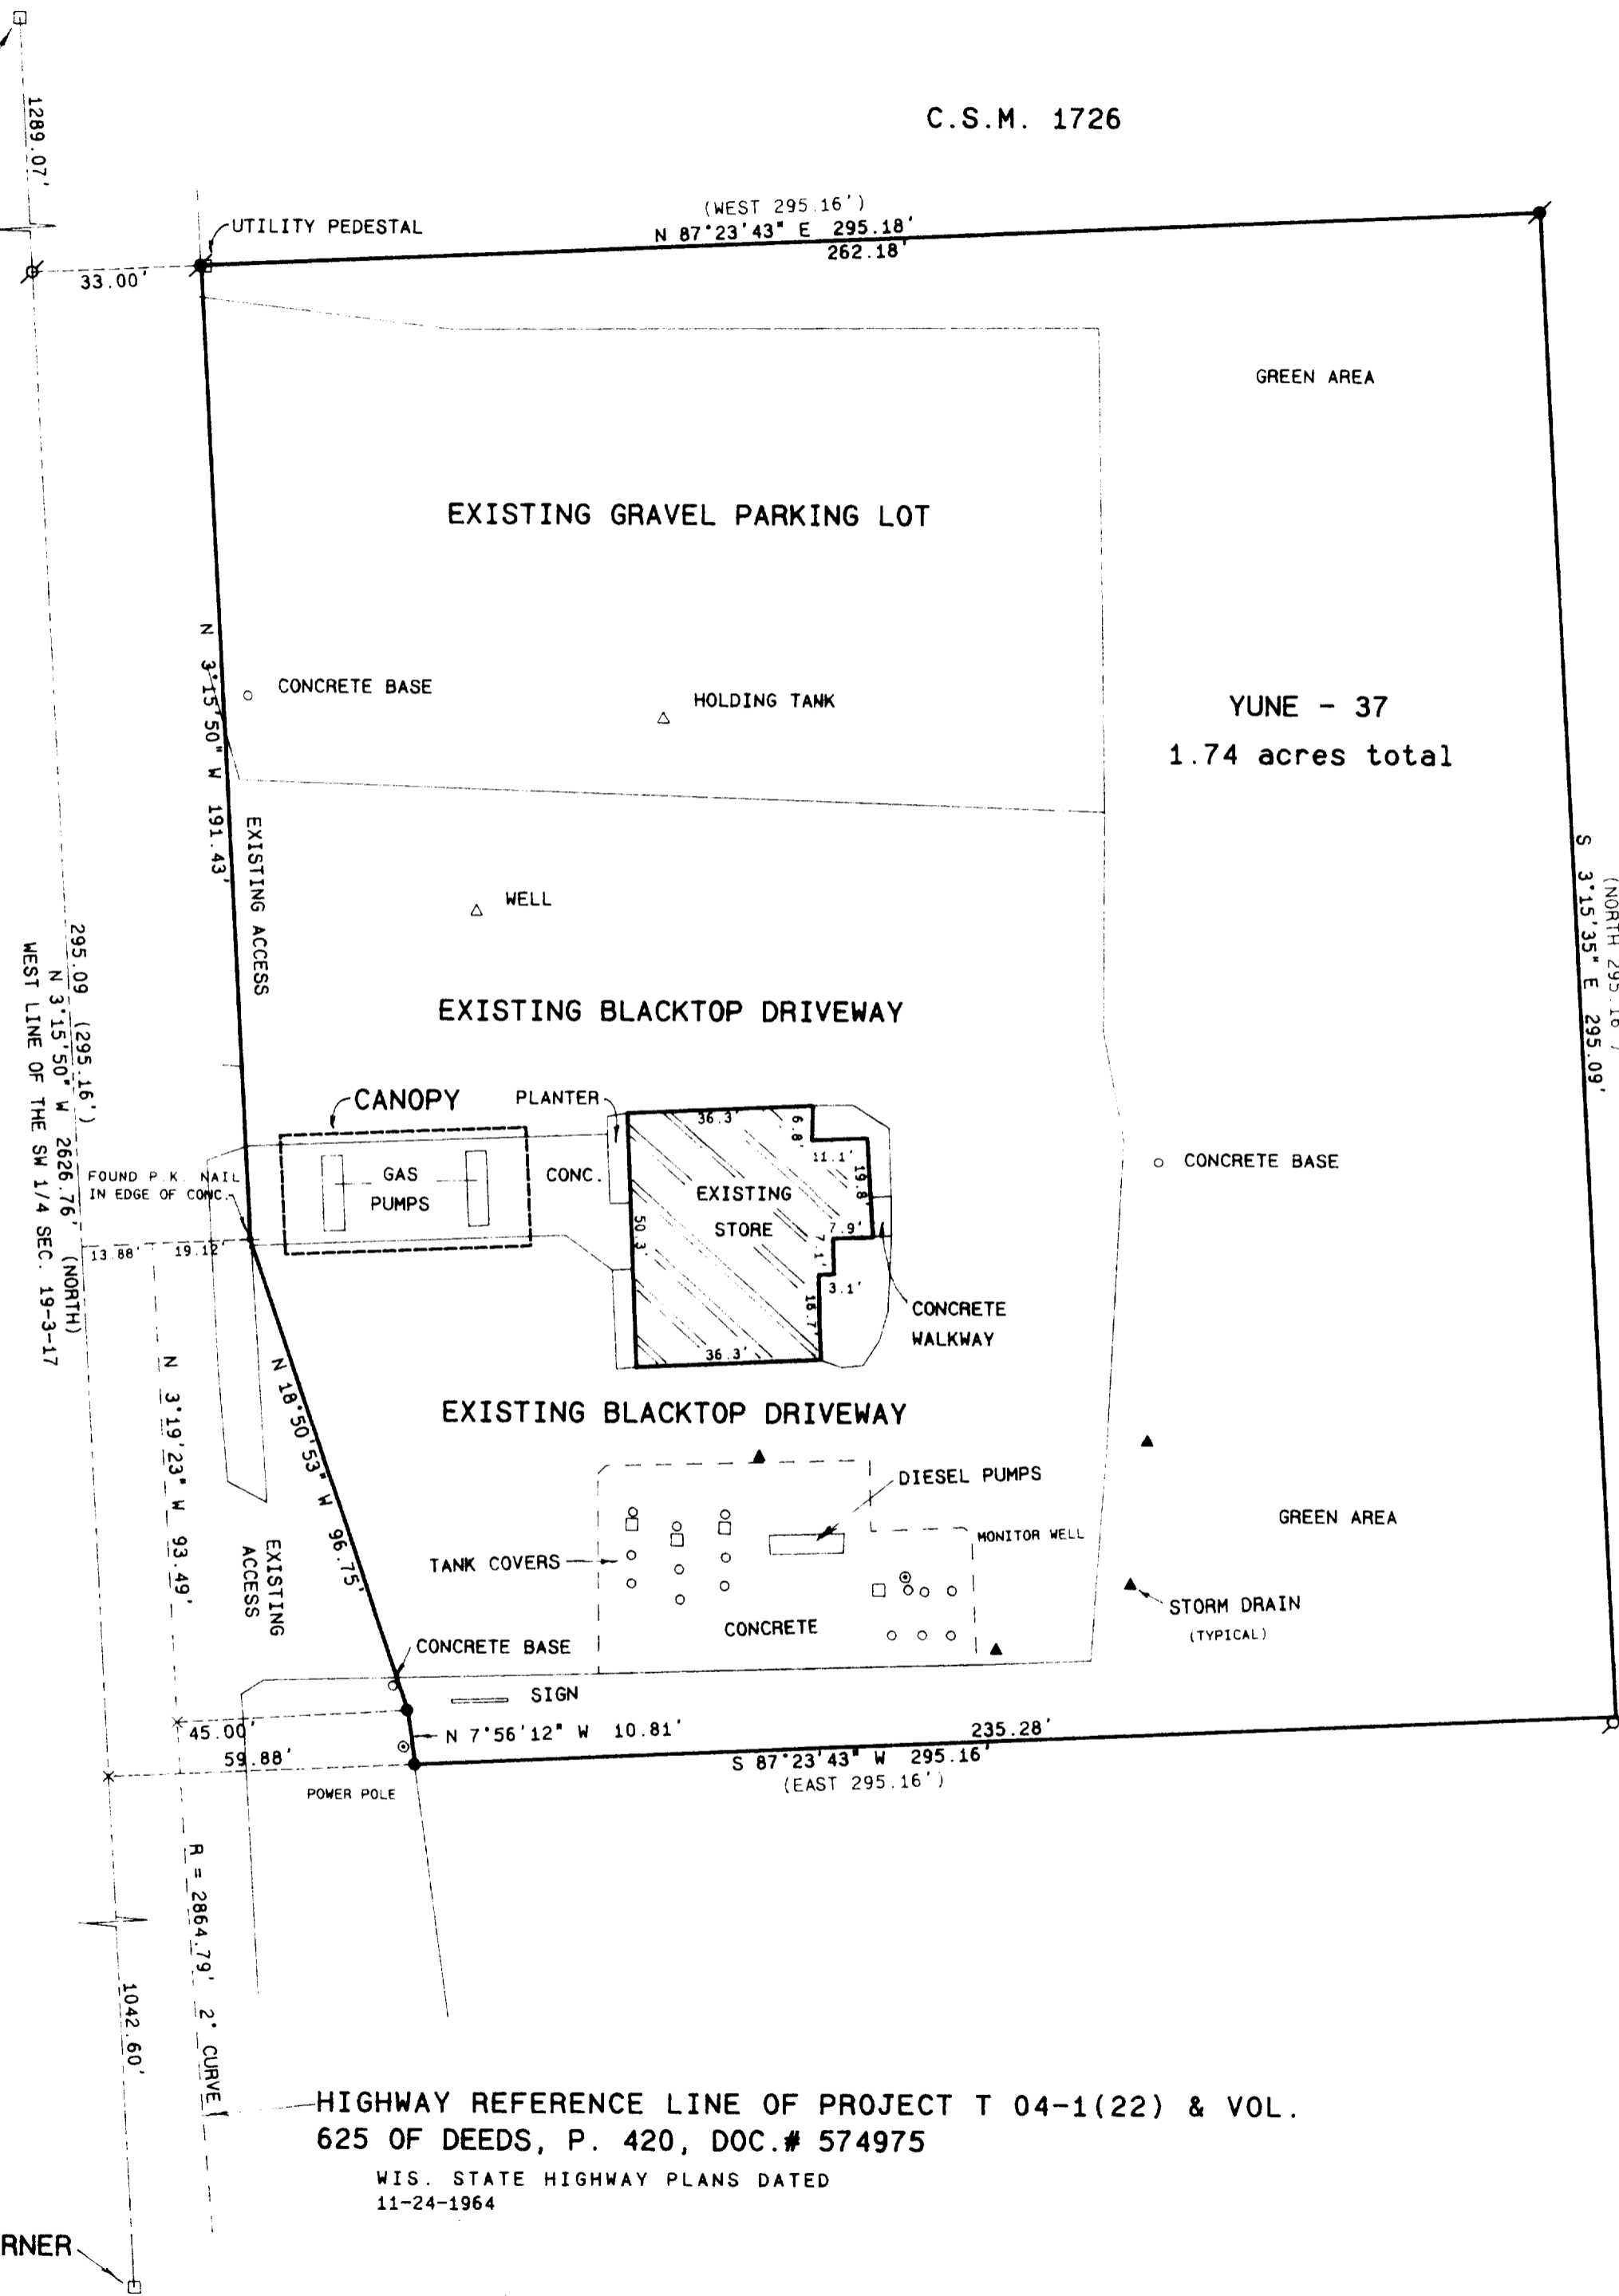 1289.07'
C.S.M. 1726
(WEST 295.16')
N 87°23'43" E 295.18'
262.18'
UTILITY PEDESTAL
33.00'
GREEN AREA
EXISTING GRAVEL PARKING LOT
N 3°15'50" W 191.43'
CONCRETE BASE
HOLDING TANK
YUNE - 37
1.74 acres total
EXISTING ACCESS
WELL
(NORTH 295.16')
S 3°15'35" E 295.09'
EXISTING BLACKTOP DRIVEWAY
295.09 (295.16')
N 3°15'50" W 2626.76' (NORTH)
WEST LINE OF THE SW 1/4 SEC. 19-3-17
CANOPY
PLANTER
36.3'
6.8'
11.1'
19.8'
GAS
PUMPS
CONC.
EXISTING
STORE
50.3'
7.9'
7.1'
3.1'
16.7'
36.3'
CONCRETE BASE
FOUND P.K. NAIL
IN EDGE OF CONC.
13.88'
19.12'
CONCRETE
WALKWAY
N 3°19'23" W 93.49'
N 18°50'53" W 96.75'
EXISTING BLACKTOP DRIVEWAY
DIESEL PUMPS
MONITOR WELL
GREEN AREA
TANK COVERS
EXISTING
ACCESS
CONCRETE
STORM DRAIN
(TYPICAL)
CONCRETE BASE
SIGN
45.00'
N 7°56'12" W 10.81'
235.28'
59.88'
S 87°23'43" W 295.16'
(EAST 295.16')
POWER POLE
R = 2864.79' 2° CURVE
1042.60'
HIGHWAY REFERENCE LINE OF PROJECT T 04-1(22) & VOL.
625 OF DEEDS, P. 420, DOC.# 574975
WIS. STATE HIGHWAY PLANS DATED
11-24-1964
RNER